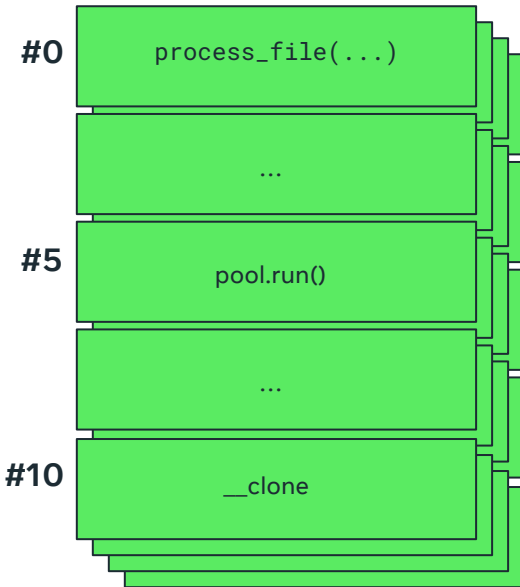 #0 process_file(...)
...
#5 pool.run()
...
#10 __clone